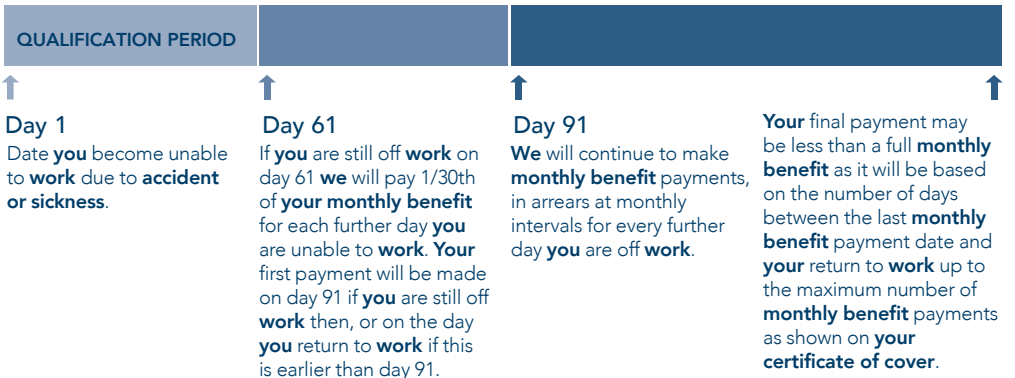 QUALIFICATION PERIOD
Day 1
Date you become unable
to work due to accident
or sickness.
Day 61
If you are still off work on
day 61 we will pay 1/30th
of your monthly benefit
for each further day you
are unable to work. Your
first payment will be made
on day 91 if you are still off
work then, or on the day
you return to work if this
is earlier than day 91.
Day 91
We will continue to make
monthly benefit payments,
in arrears at monthly
intervals for every further
day you are off work.
Your final payment may
be less than a full monthly
benefit as it will be based
on the number of days
between the last monthly
benefit payment date and
your return to work up to
the maximum number of
monthly benefit payments
as shown on your
certificate of cover.